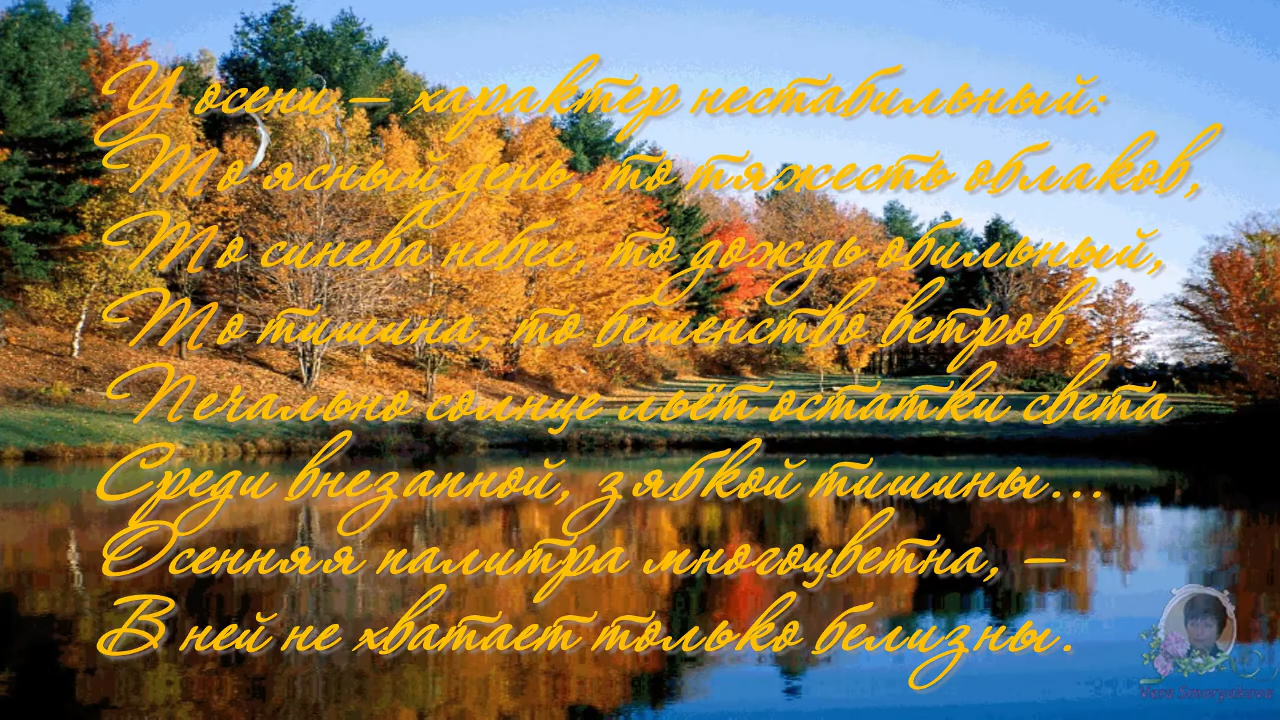 У осени – характер нестабильный:
То ясный день, то тяжесть облаков,
То синева небес, то дождь обильный,
То тишина, то бешенство ветров.
Печально солнце льёт остатки света
Среди внезапной, зябкой тишины...
Осенняя палитра многоцветна, –
В ней не хватает только белизны.